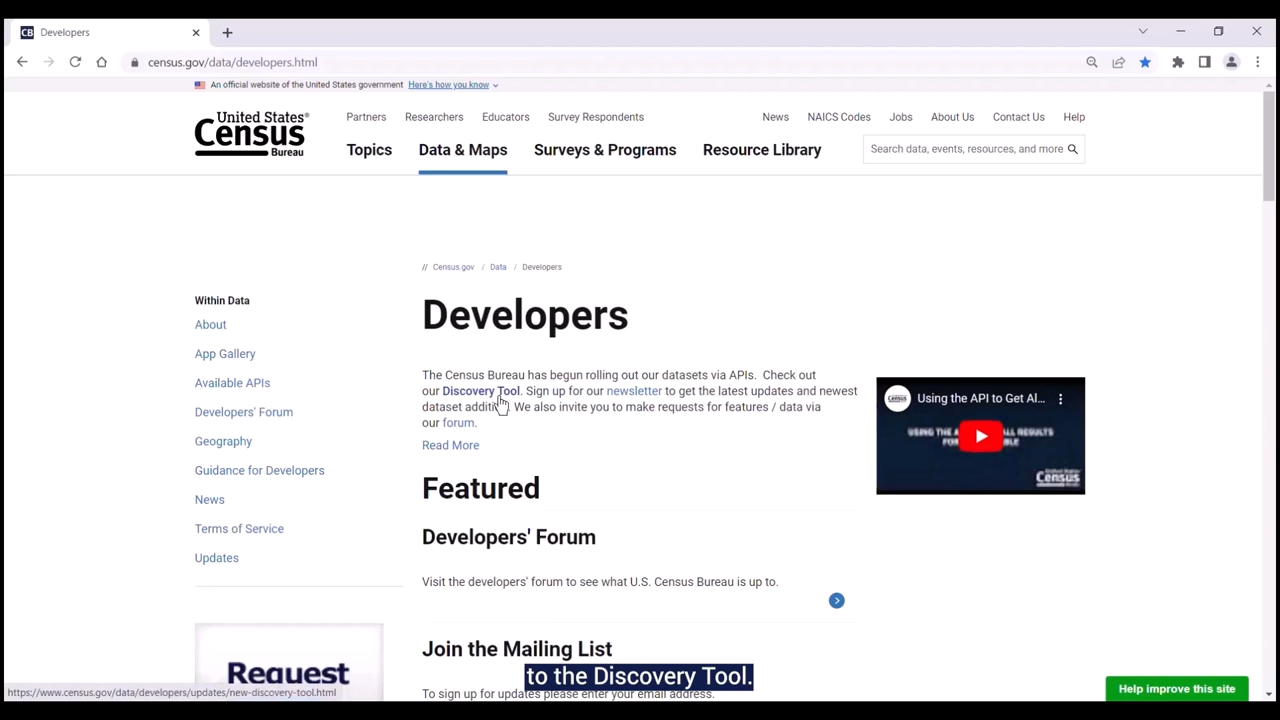 CB Developers
census.gov/data/developers.html
An official website of the United States government Here's how you know
United States®
Census
Bureau
Partners Researchers Educators Survey Respondents
News NAICS Codes Jobs About Us Contact Us Help
Topics Data & Maps Surveys & Programs Resource Library
Search data, events, resources, and more
// Census.gov / Data / Developers
Within Data
About
App Gallery
Available APIs
Developers' Forum
Geography
Guidance for Developers
News
Terms of Service
Updates
Request
Developers
The Census Bureau has begun rolling out our datasets via APIs. Check out
our Discovery Tool. Sign up for our newsletter to get the latest updates and newest
dataset We also invite you to make requests for features / data via
our forum.
Read More
Featured
Developers' Forum
Visit the developers' forum to see what U.S. Census Bureau is up to.
Join the Mailing List
To sign up for updates please enter your email address.
Census
Using the API to Get Al...
Census
to the Discovery Tool.
https://www.census.gov/data/developers/updates/new-discovery-tool.html
Help improve this site